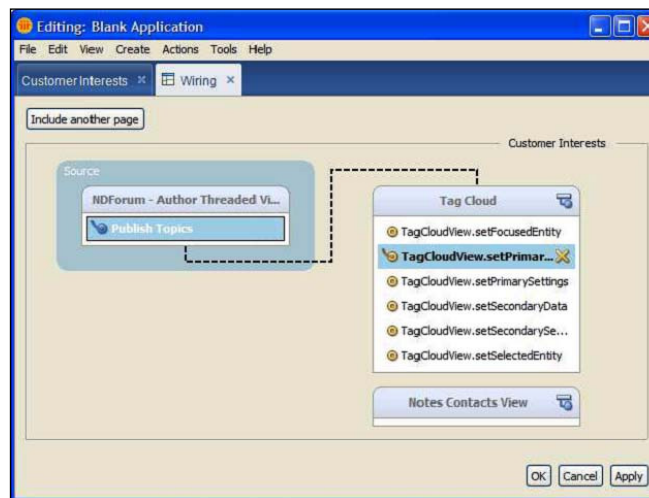 Editing: Blank Application
File Edit View Create Actions Tools Help
Customer Interests Wiring
Include another page
Customer Interests
Source
NDForum - Author Threaded Vi...
Publish Topics
Tag Cloud
TagCloudView.setFocusedEntity
TagCloudView.setPrimar...
TagCloudView.setPrimarySettings
TagCloudView.setSecondaryData
TagCloudView.setSecondarySe...
TagCloudView.setSelectedEntity
Notes Contacts View
OK Cancel Apply